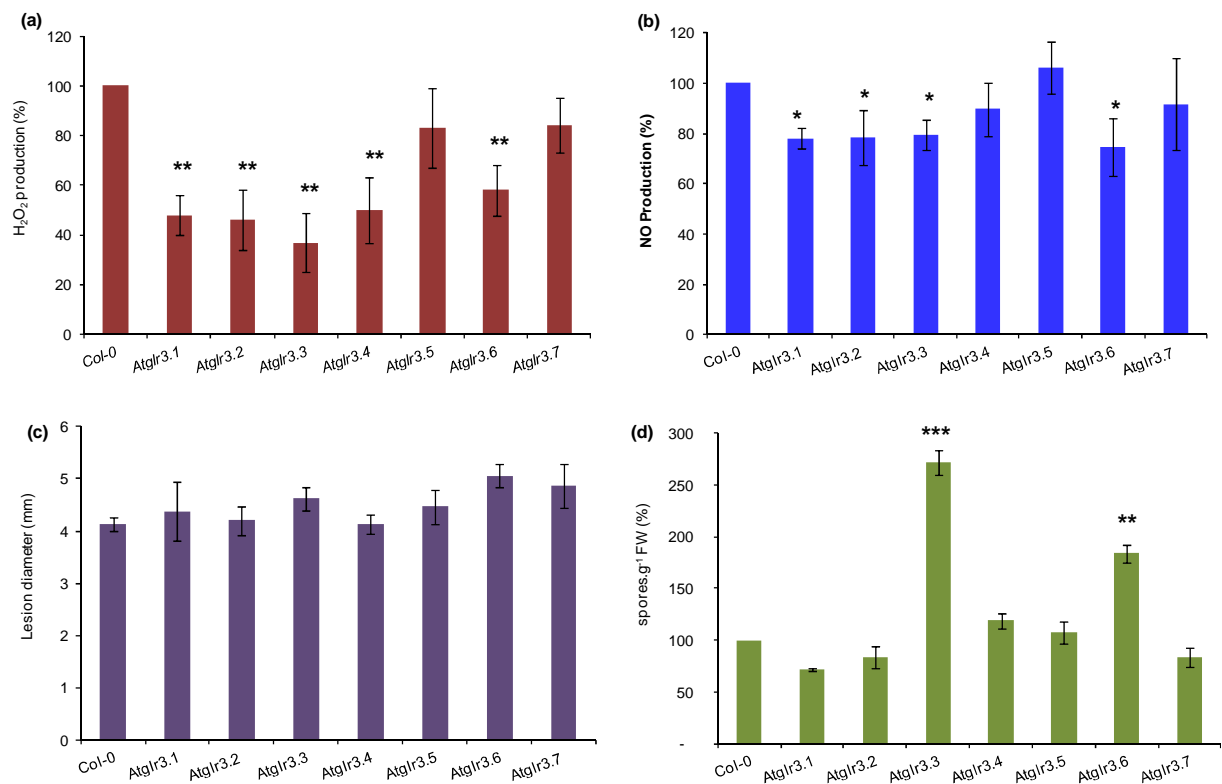 (a)
H₂O₂ production (%)
120
100
80
60
40
20
0
** ** ** ** **
Col-0 Atglr3.1 Atglr3.2 Atglr3.3 Atglr3.4 Atglr3.5 Atglr3.6 Atglr3.7
(b)
NO Production (%)
120
100
80
60
40
20
0
* * * *
Col-0 Atglr3.1 Atglr3.2 Atglr3.3 Atglr3.4 Atglr3.5 Atglr3.6 Atglr3.7
(c)
Lesion diameter (mm)
6
5
4
3
2
1
0
Col-0 Atglr3.1 Atglr3.2 Atglr3.3 Atglr3.4 Atglr3.5 Atglr3.6 Atglr3.7
(d)
spores.g⁻¹ FW (%)
300
250
200
150
100
50
-
*** **
Col-0 Atglr3.1 Atglr3.2 Atglr3.3 Atglr3.4 Atglr3.5 Atglr3.6 Atglr3.7